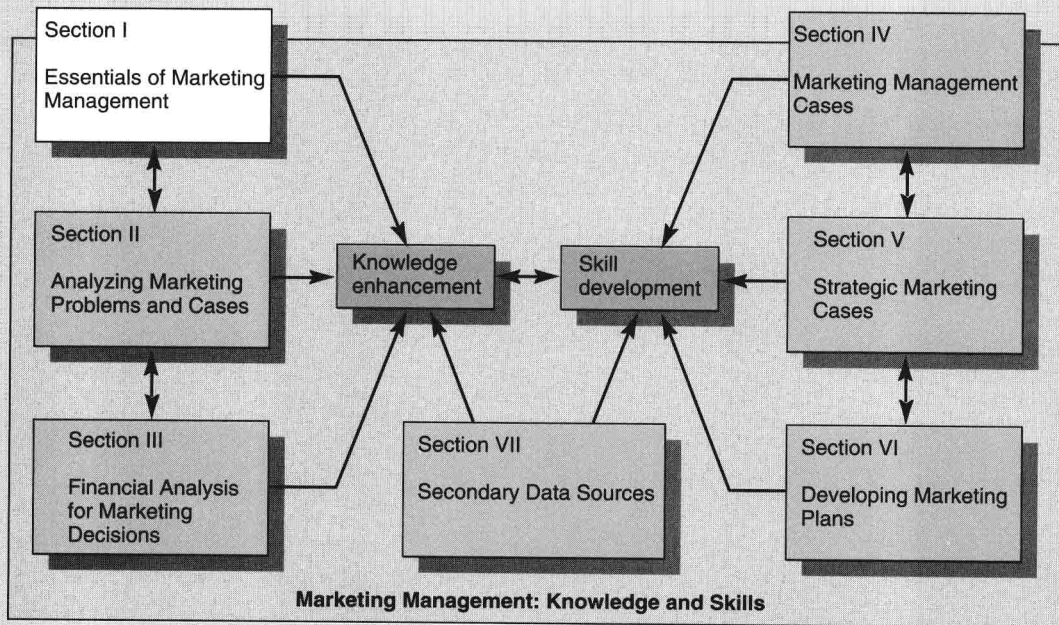 Section I
Essentials of Marketing
Management
Section II
Analyzing Marketing
Problems and Cases
Section III
Financial Analysis
for Marketing
Decisions
Knowledge
enhancement
Skill
development
Section VII
Secondary Data Sources
Section IV
Marketing Management
Cases
Section V
Strategic Marketing
Cases
Section VI
Developing Marketing
Plans
Marketing Management: Knowledge and Skills